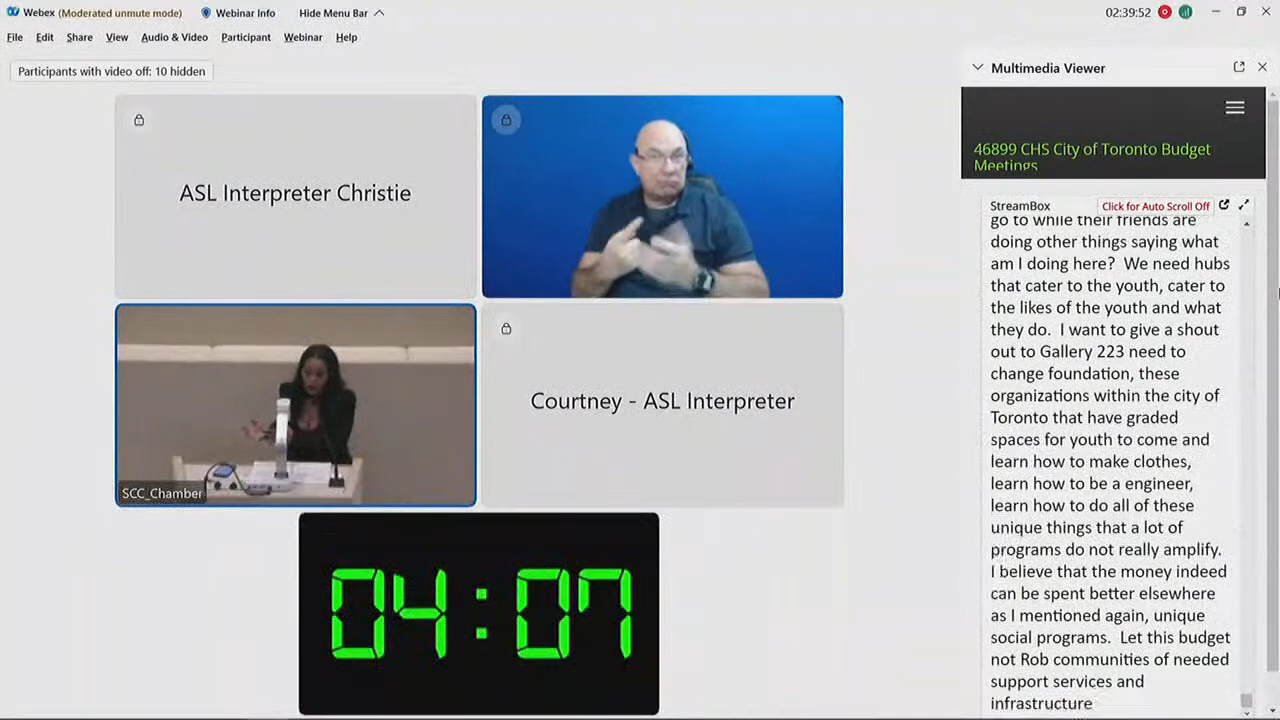 Webex (Moderated unmute mode)
Webinar Info
Hide Menu Bar
02:39:52
File Edit Share View Audio & Video Participant Webinar Help
Participants with video off: 10 hidden
Multimedia Viewer
ASL Interpreter Christie
46899 CHS City of Toronto Budget
Meetings
StreamBox
Click for Auto Scroll Off
go to while their friends are
doing other things saying what
am I doing here? We need hubs
that cater to the youth, cater to
the likes of the youth and what
they do. I want to give a shout
out to Gallery 223 need to
change foundation, these
organizations within the city of
Toronto that have graded
spaces for youth to come and
learn how to make clothes,
learn how to be a engineer,
learn how to do all of these
unique things that a lot of
programs do not really amplify.
I believe that the money indeed
can be spent better elsewhere
as I mentioned again, unique
social programs. Let this budget
not Rob communities of needed
support services and
infrastructure
SCC_Chamber
Courtney - ASL Interpreter
04:07